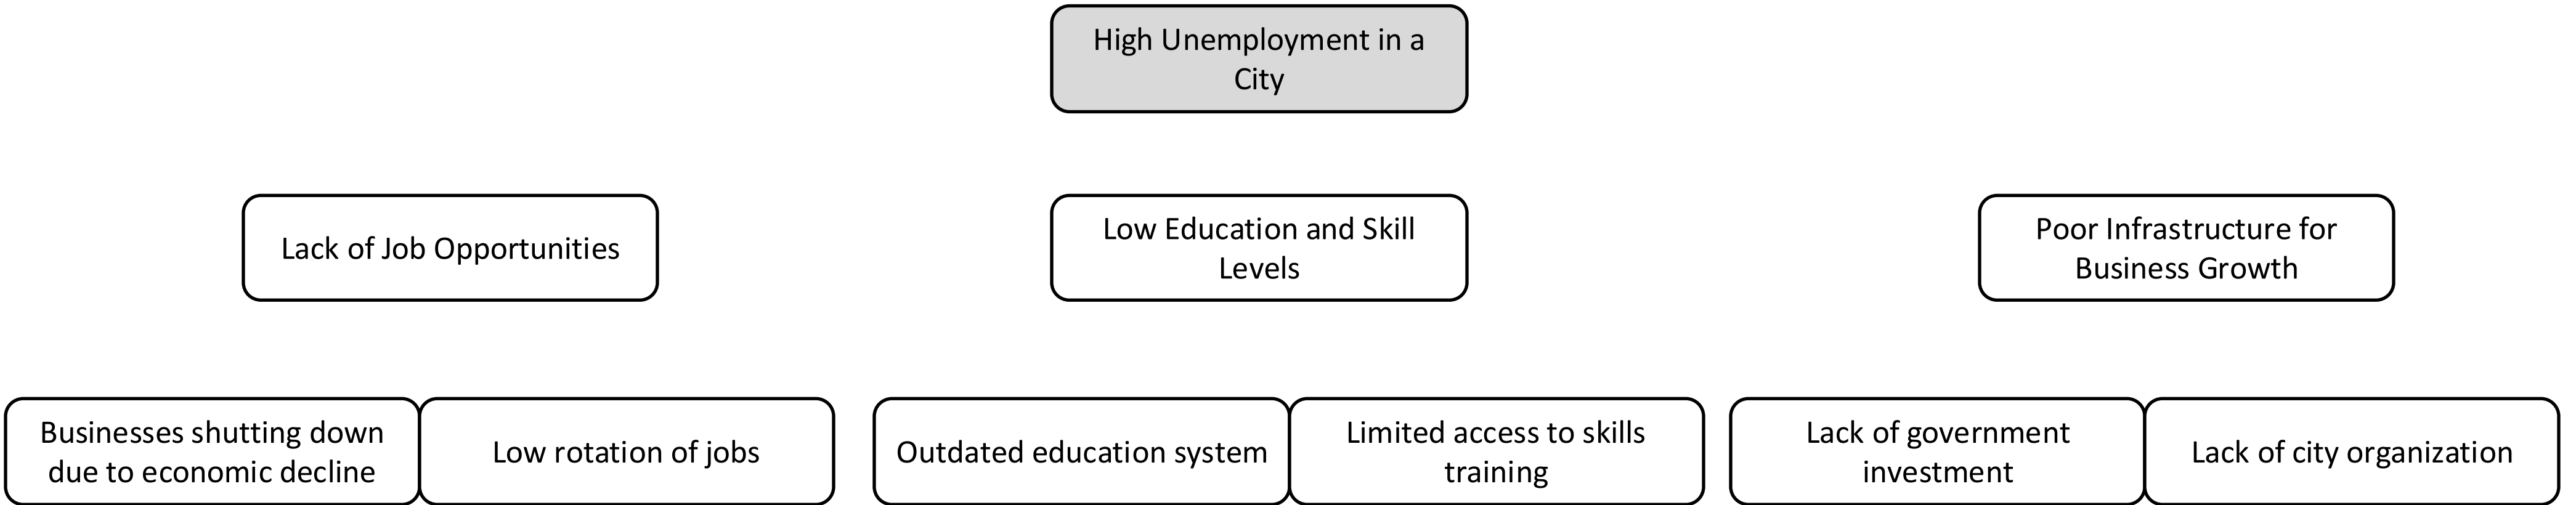 High Unemployment in a
City
Lack of Job Opportunities
Low Education and Skill
Levels
Poor Infrastructure for
Business Growth
Businesses shutting down
due to economic decline
Low rotation of jobs
Outdated education system
Limited access to skills
training
Lack of government
investment
Lack of city organization